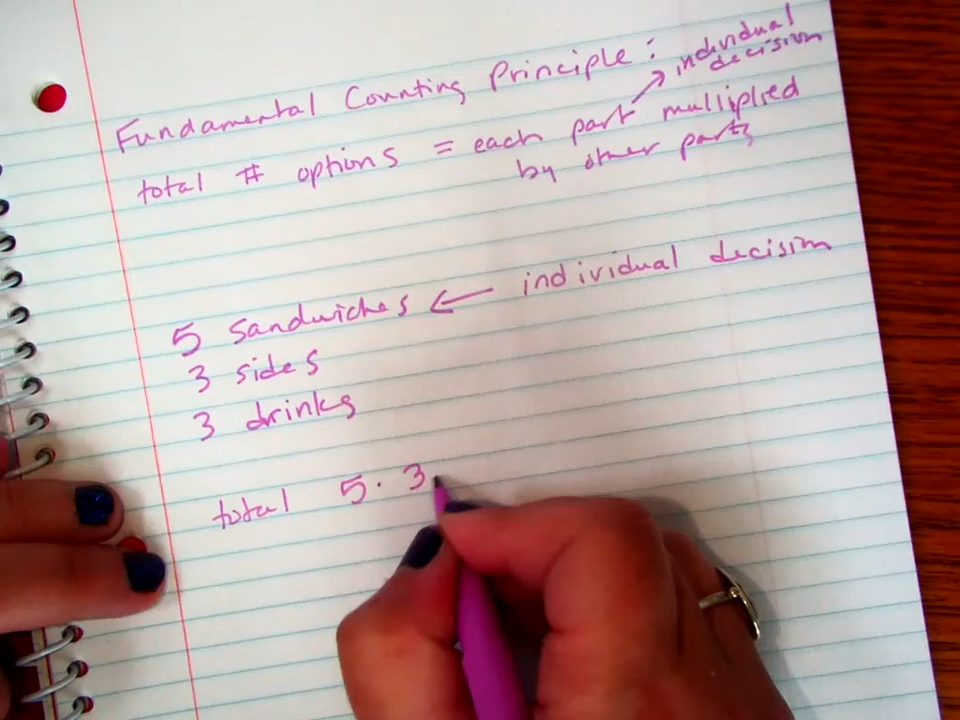 Fundamental Counting Principle:
individual
decision
total # options = each part muliplied
by other parts
5 sandwiches ← individual decision
3 sides
3 drinks
total 5 · 3